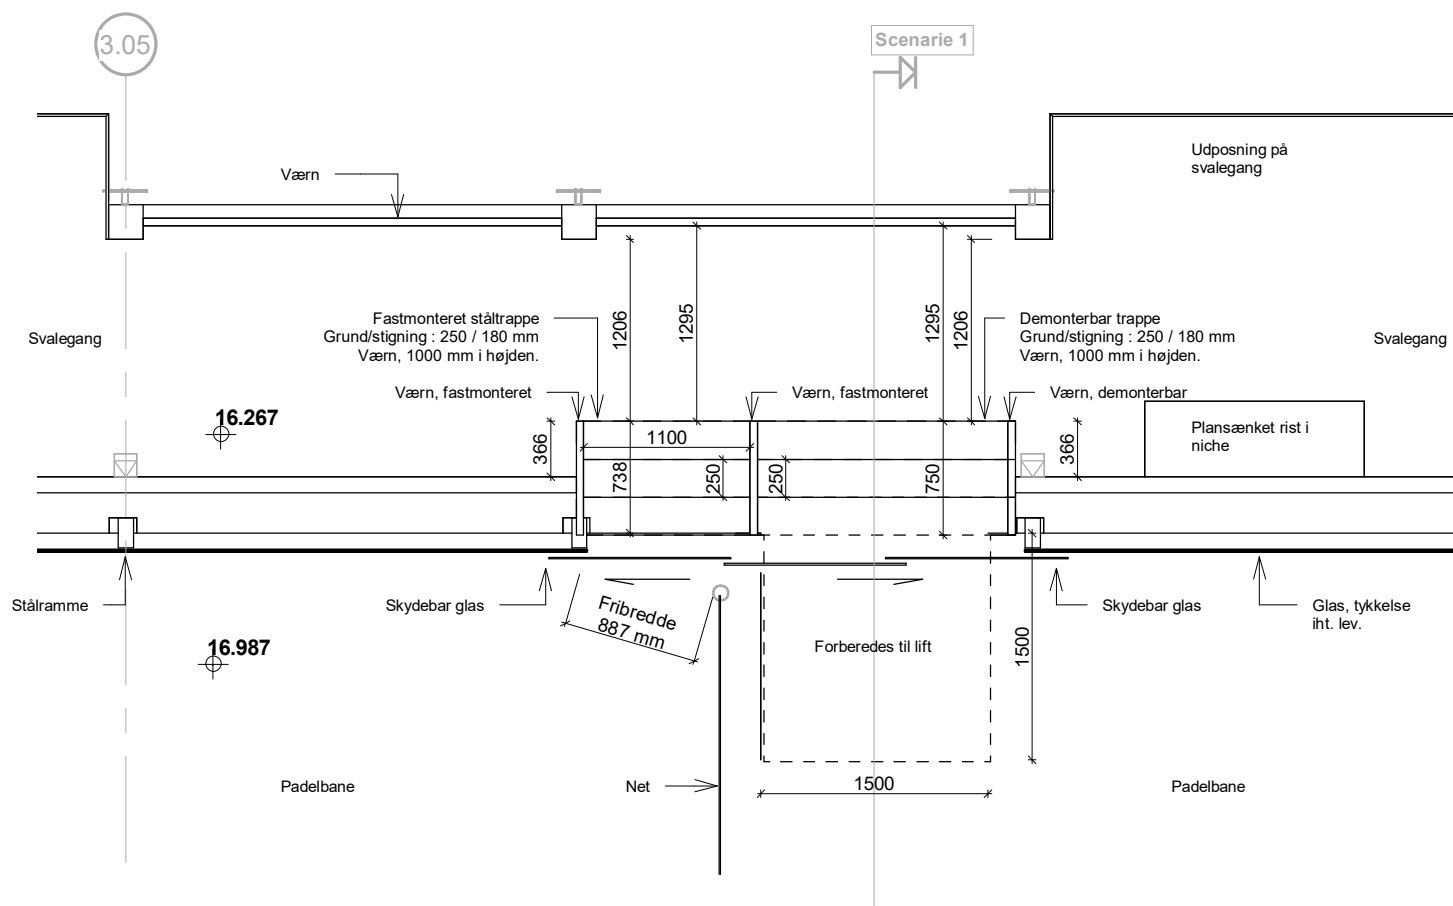 3.05
Scenarie 1
Udposning på
svalegang
Værn
1206
1295
1295
1206
Svalegang
Fastmonteret ståltrappe
Grund/stigning : 250 / 180 mm
Værn, 1000 mm i højden.
Demonterbar trappe
Grund/stigning : 250 / 180 mm
Værn, 1000 mm i højden.
Svalegang
Værn, fastmonteret
Værn, fastmonteret
Værn, demonterbar
16.267
366
1100
738
250
250
750
366
Plansænket rist i
niche
Stålramme
Skydebar glas
Fribredde
887 mm
Skydebar glas
Glas, tykkelse
iht. lev.
16.987
Forberedes til lift
1500
Padelbane
Net
1500
Padelbane